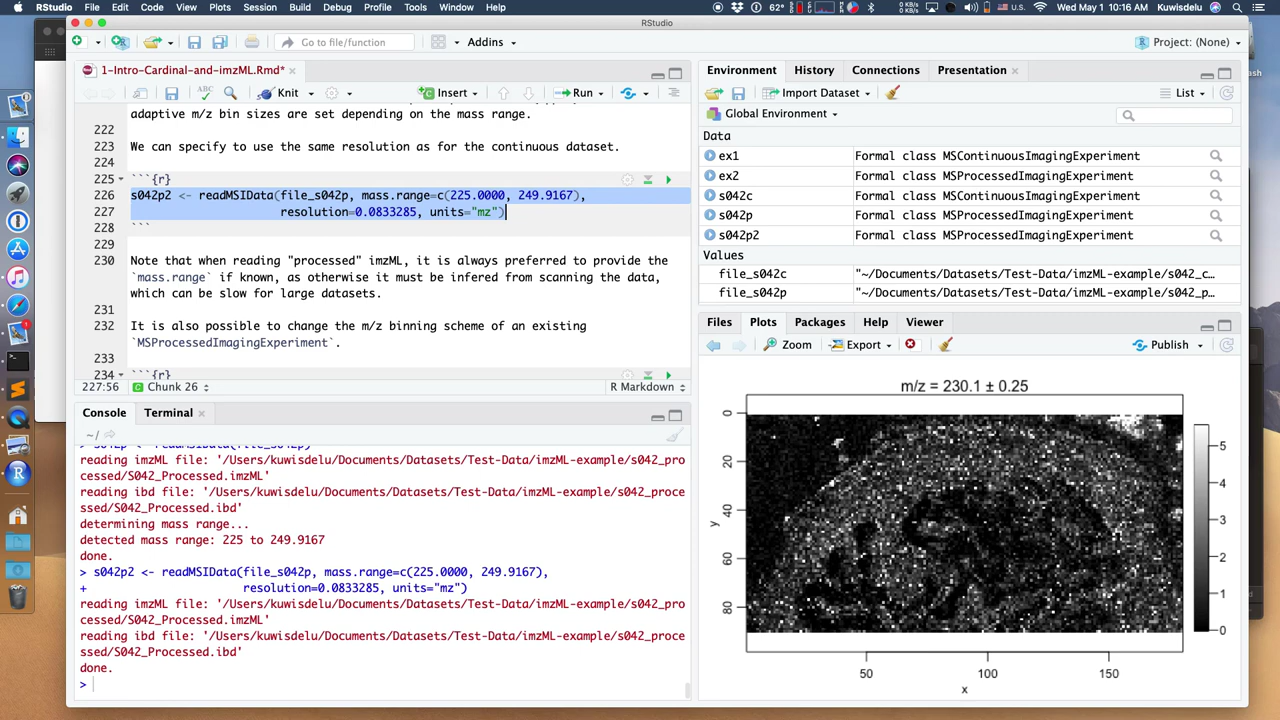 RStudio File Edit Code View Plots Session Build Debug Profile Tools Window Help
62° Wed May 1 10:16 AM Kuwisdelu
RStudio
Go to file/function Addins Project: (None)
1-Intro-Cardinal-and-imzML.Rmd*
ABC Knit Insert Run
adaptive m/z bin sizes are set depending on the mass range.
222
223 We can specify to use the same resolution as for the continuous dataset.
224
225 ```{r}
226 s042p2 <- readMSIData(file_s042p, mass.range=c(225.0000, 249.9167),
227 resolution=0.0833285, units="mz")
228 ```
229
230 Note that when reading "processed" imzML, it is always preferred to provide the
`mass.range` if known, as otherwise it must be infered from scanning the data,
which can be slow for large datasets.
231
232 It is also possible to change the m/z binning scheme of an existing
`MSProcessedImagingExperiment`.
233
234 ```{r}
227:56 Chunk 26 R Markdown
Console Terminal
~/
> s042p <- readMSIData(file_s042p)
reading imzML file: '/Users/kuwisdelu/Documents/Datasets/Test-Data/imzML-example/s042_pro
cessed/S042_Processed.imzML'
reading ibd file: '/Users/kuwisdelu/Documents/Datasets/Test-Data/imzML-example/s042_proce
ssed/S042_Processed.ibd'
determining mass range...
detected mass range: 225 to 249.9167
done.
> s042p2 <- readMSIData(file_s042p, mass.range=c(225.0000, 249.9167),
+ resolution=0.0833285, units="mz")
reading imzML file: '/Users/kuwisdelu/Documents/Datasets/Test-Data/imzML-example/s042_pro
cessed/S042_Processed.imzML'
reading ibd file: '/Users/kuwisdelu/Documents/Datasets/Test-Data/imzML-example/s042_proce
ssed/S042_Processed.ibd'
done.
>
Environment History Connections Presentation
Import Dataset List
Global Environment
Data
ex1 Formal class MSContinuousImagingExperiment
ex2 Formal class MSProcessedImagingExperiment
s042c Formal class MSContinuousImagingExperiment
s042p Formal class MSProcessedImagingExperiment
s042p2 Formal class MSProcessedImagingExperiment
Values
file_s042c "~/Documents/Datasets/Test-Data/imzML-example/s042_c…
file_s042p "~/Documents/Datasets/Test-Data/imzML-example/s042_p…
Files Plots Packages Help Viewer
Zoom Export Publish
m/z = 230.1 ± 0.25
0
20
40
60
80
y
50 100 150
x
5
4
3
2
1
0